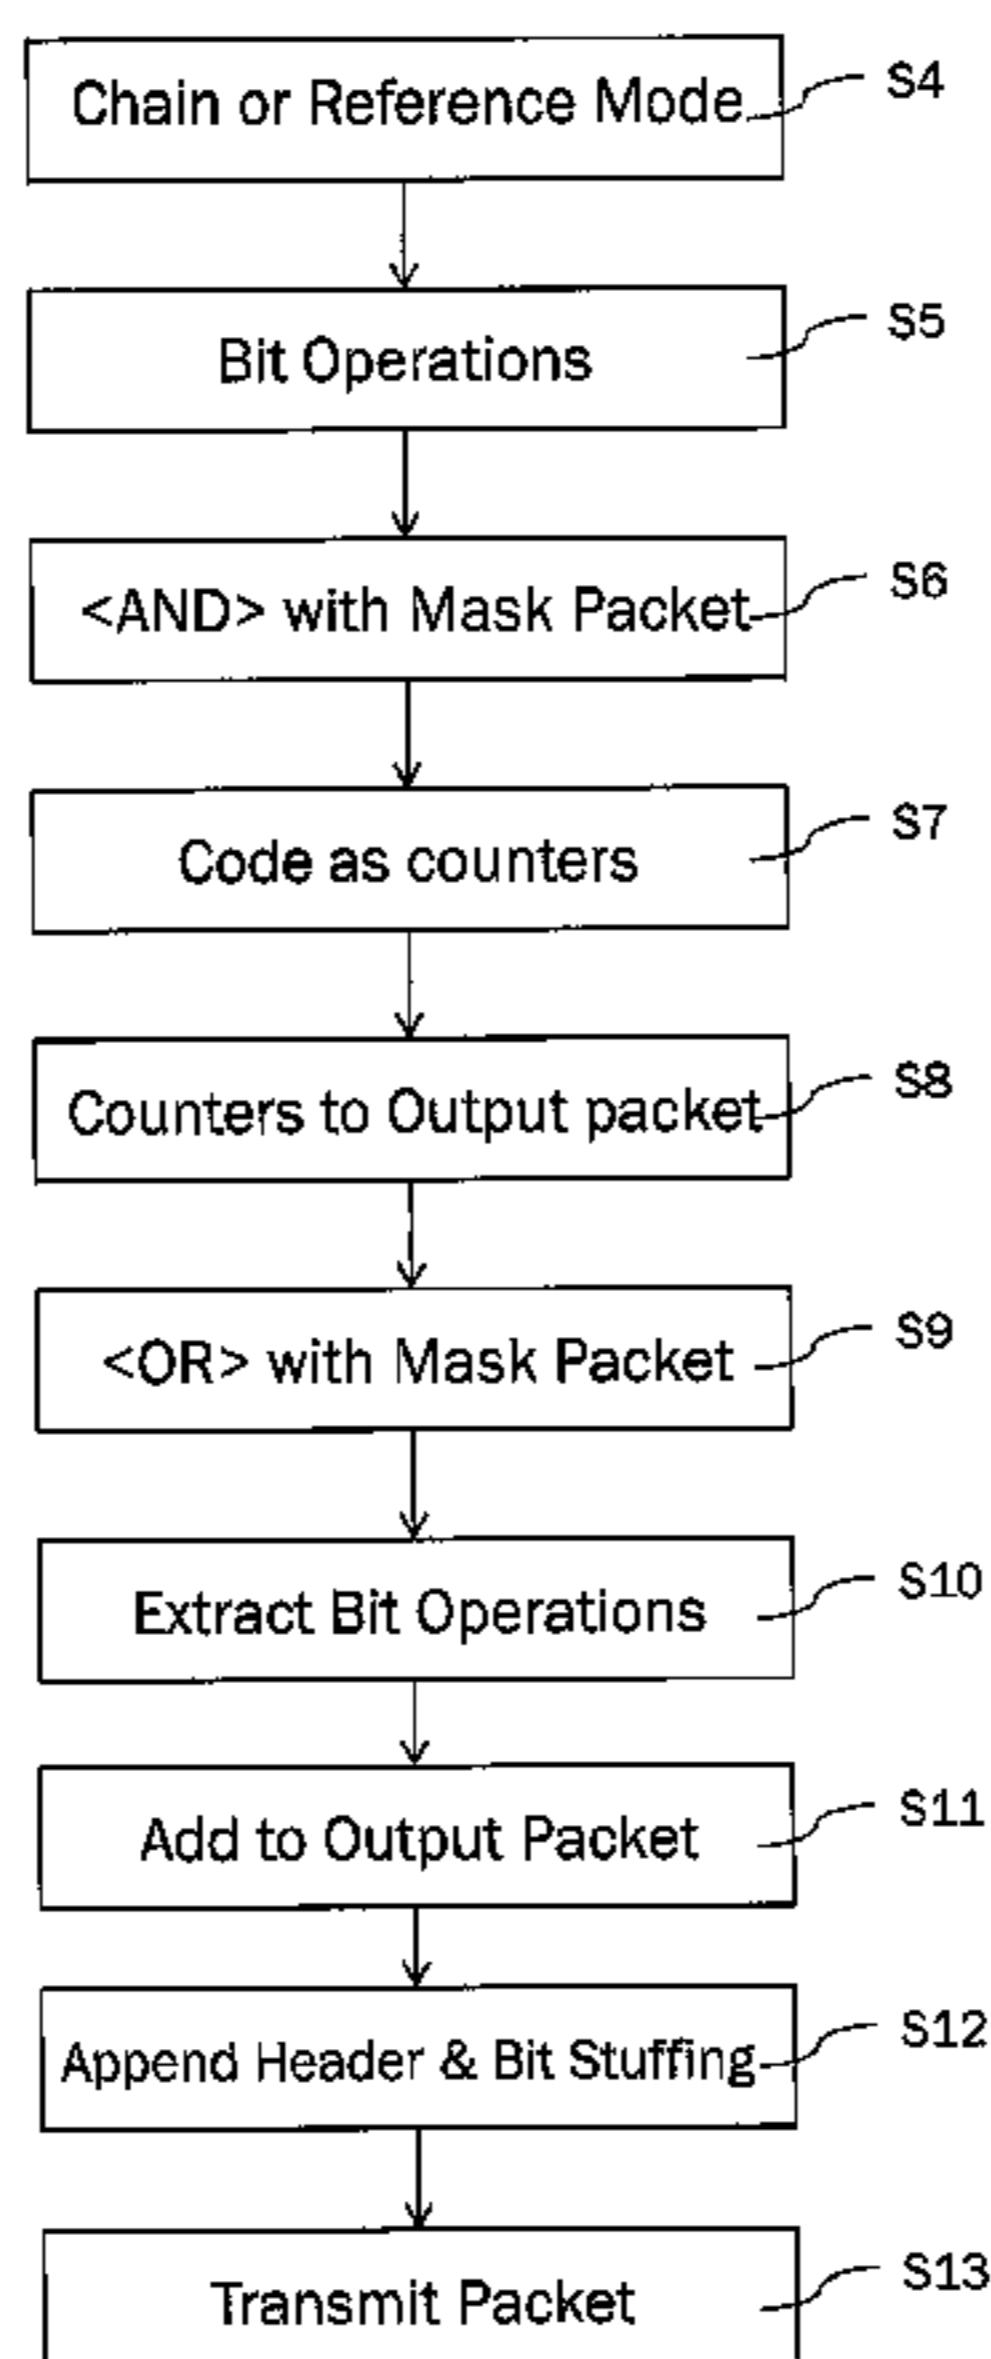 Chain or Reference Mode S4
Bit Operations S5
<AND> with Mask Packet S6
Code as counters S7
Counters to Output packet S8
<OR> with Mask Packet S9
Extract Bit Operations S10
Add to Output Packet S11
Append Header & Bit Stuffing S12
Transmit Packet S13